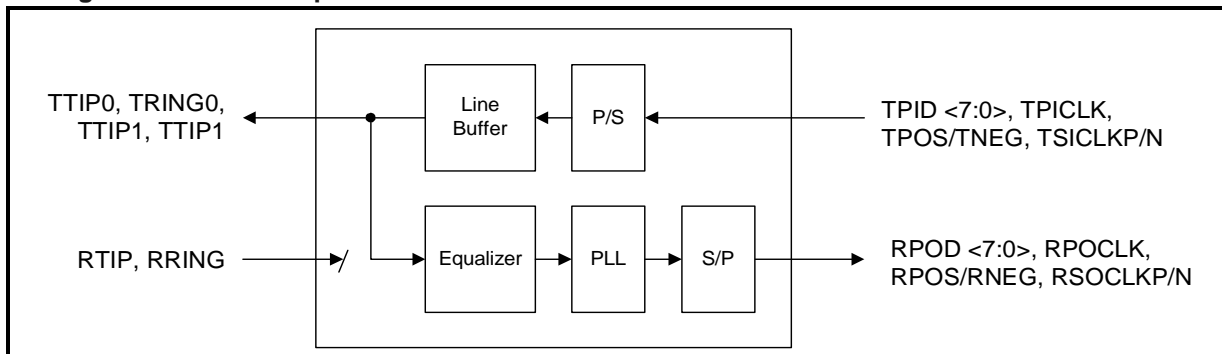 TTIP0, TRING0,
TTIP1, TTIP1
Line
Buffer
P/S
TPID <7:0>, TPICLK,
TPOS/TNEG, TSICLKP/N
RTIP, RRING
Equalizer
PLL
S/P
RPOD <7:0>, RPOCLK,
RPOS/RNEG, RSOCLKP/N